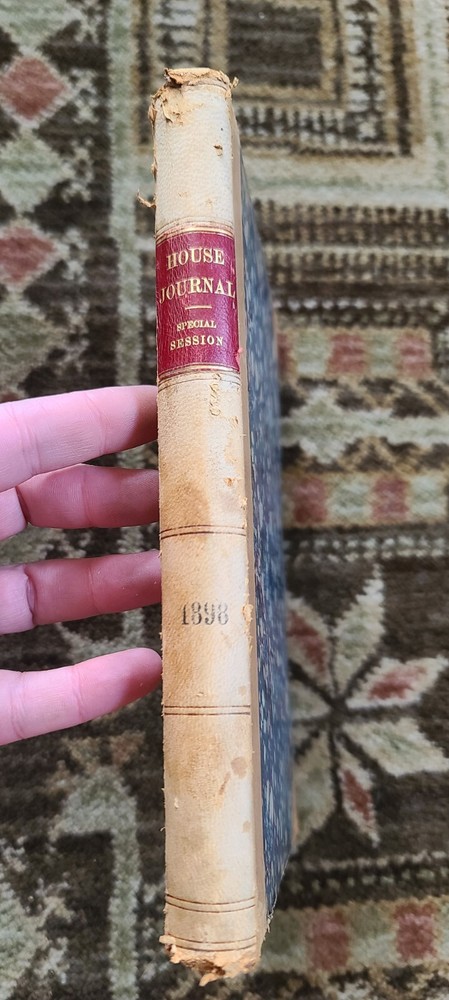 HOUSE
JOURNAL
SPECIAL
SESSION
1898